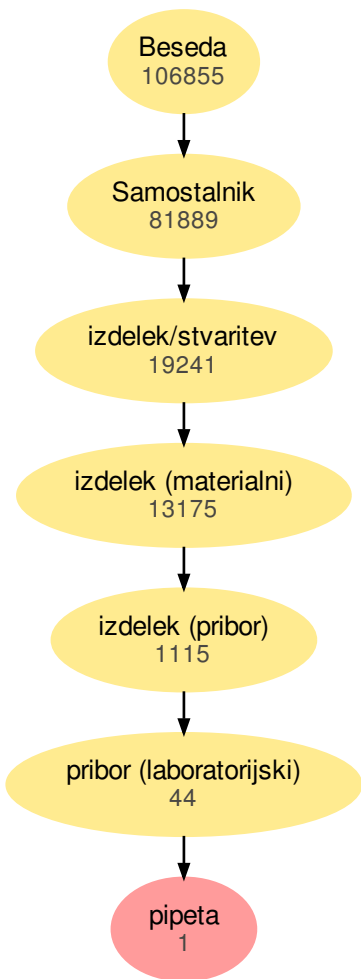 Beseda
106855
Samostalnik
81889
izdelek/stvaritev
19241
izdelek (materialni)
13175
izdelek (pribor)
1115
pribor (laboratorijski)
44
pipeta
1